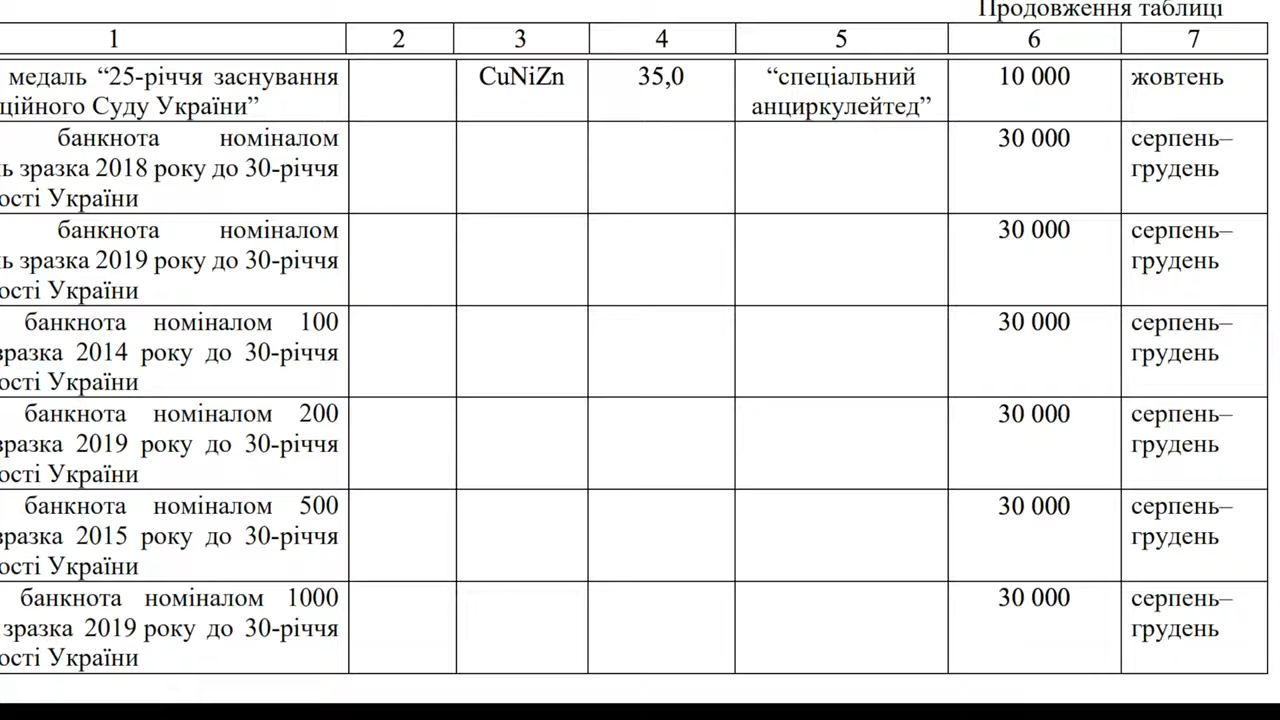 Продовження таблиці
1 2 3 4 5 6 7
медаль “25-річчя заснування CuNiZn 35,0 “спеціальний 10 000 жовтень
ційного Суду України” анциркулейтед”
банкнота номіналом 30 000 серпень–
ь зразка 2018 року до 30-річчя грудень
ості України
банкнота номіналом 30 000 серпень–
ь зразка 2019 року до 30-річчя грудень
ості України
банкнота номіналом 100 30 000 серпень–
зразка 2014 року до 30-річчя грудень
ості України
банкнота номіналом 200 30 000 серпень–
зразка 2019 року до 30-річчя грудень
ості України
банкнота номіналом 500 30 000 серпень–
зразка 2015 року до 30-річчя грудень
ості України
банкнота номіналом 1000 30 000 серпень–
зразка 2019 року до 30-річчя грудень
ості України